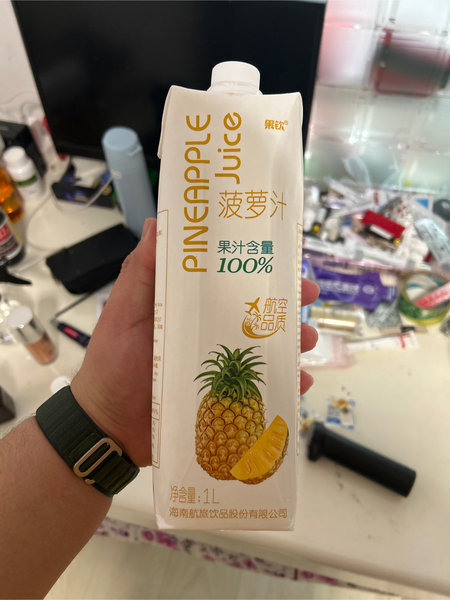 果钦®
PINEAPPLE
Juice
菠萝汁
果汁含量
100%
航空
品质
净含量:1L
海南航旅饮品股份有限公司